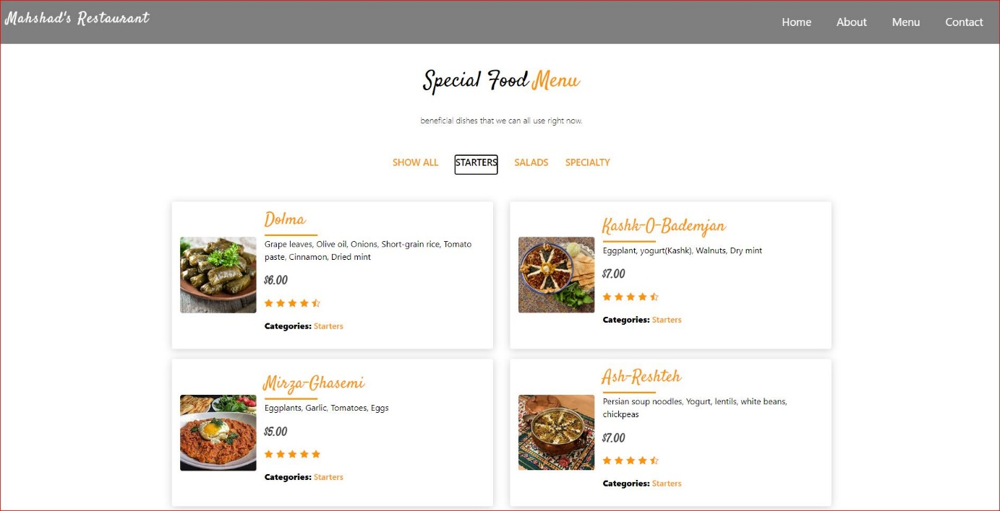 Mahshad's Restaurant
Home About Menu Contact
Special Food Menu
beneficial dishes that we can all use right now.
SHOW ALL STARTERS SALADS SPECIALTY
Dolma
Grape leaves, Olive oil, Onions, Short-grain rice, Tomato
paste, Cinnamon, Dried mint
$6.00
Categories: Starters
Kashk-O-Bademjan
Eggplant, yogurt(Kashk), Walnuts, Dry mint
$7.00
Categories: Starters
Mirza-Ghasemi
Eggplants, Garlic, Tomatoes, Eggs
$5.00
Categories: Starters
Ash-Reshteh
Persian soup noodles, Yogurt, lentils, white beans,
chickpeas
$7.00
Categories: Starters